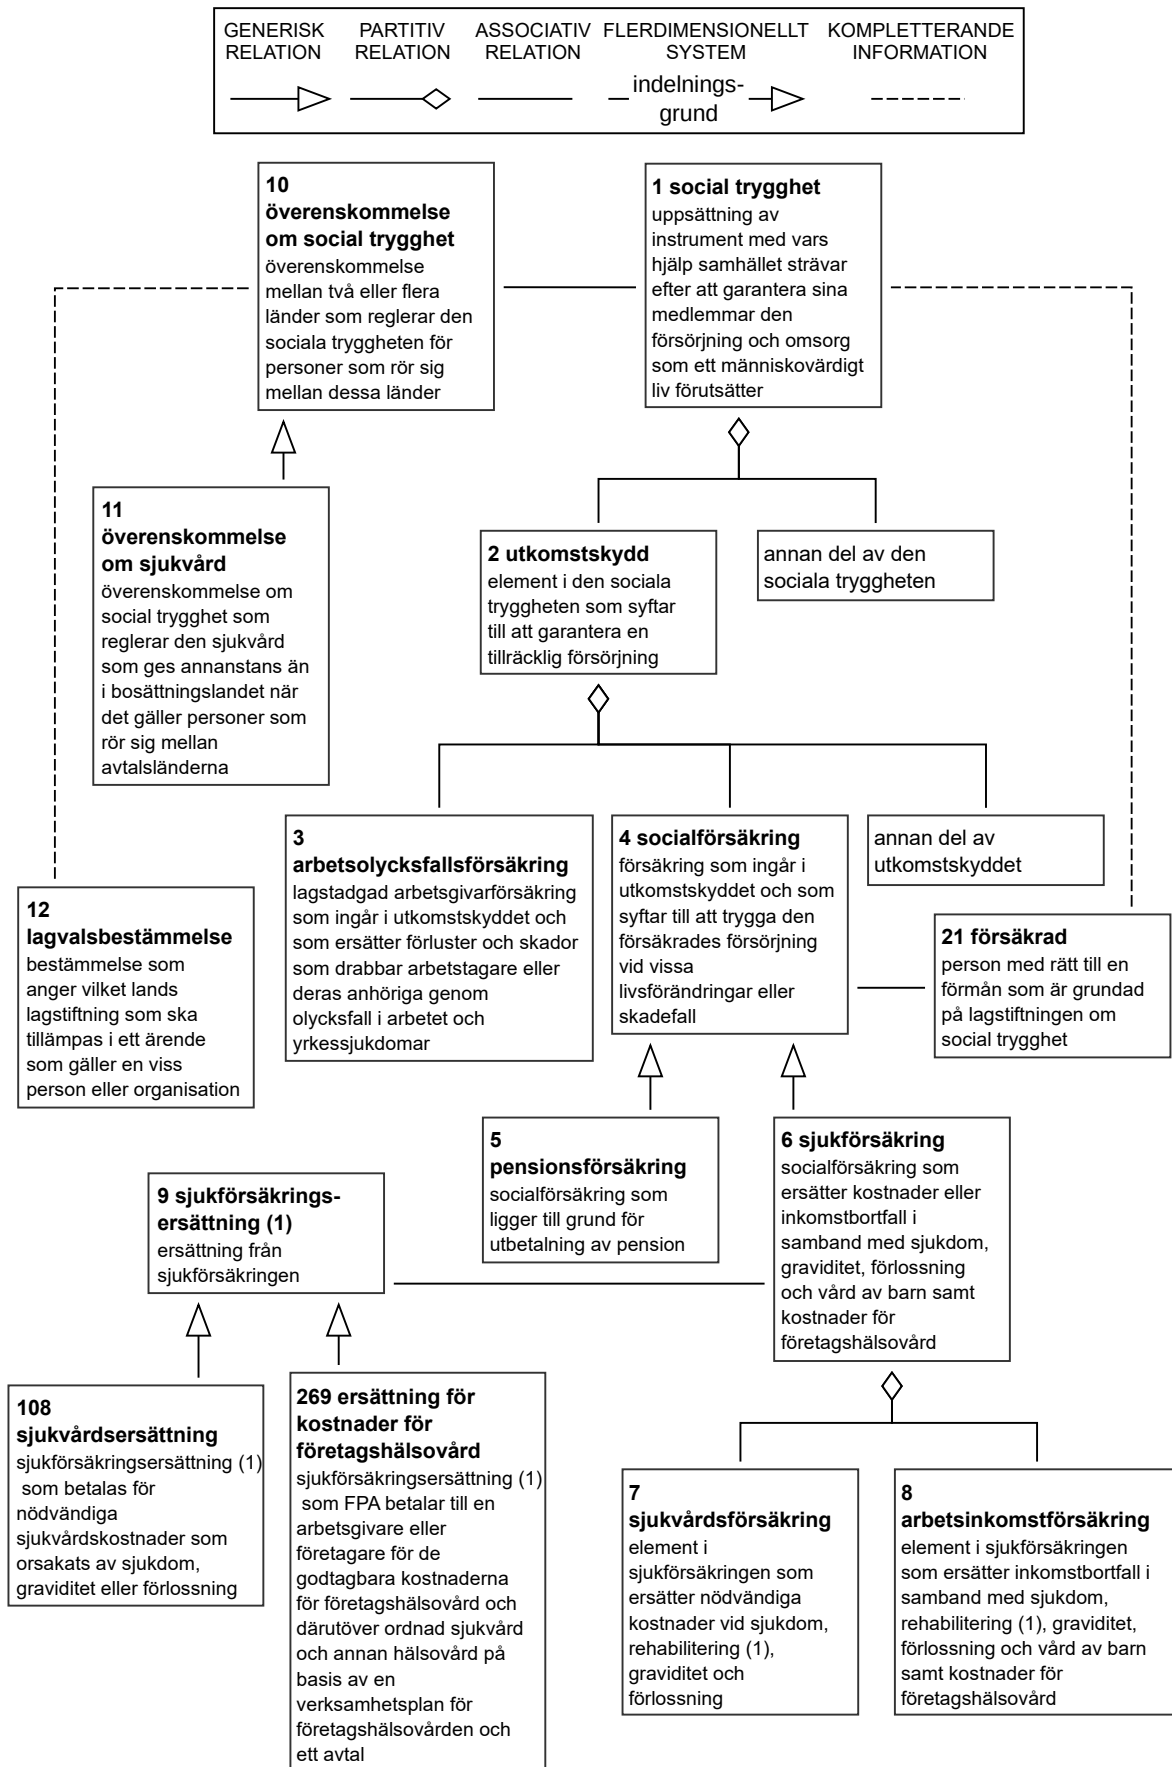 GENERISK
RELATION
PARTITIV
RELATION
ASSOCIATIV
RELATION
FLERDIMENSIONELLT
SYSTEM
KOMPLETTERANDE
INFORMATION
indelnings-
grund
10
överenskommelse
om social trygghet
överenskommelse
mellan två eller flera
länder som reglerar den
sociala tryggheten för
personer som rör sig
mellan dessa länder
1 social trygghet
uppsättning av
instrument med vars
hjälp samhället strävar
efter att garantera sina
medlemmar den
försörjning och omsorg
som ett människovärdigt
liv förutsätter
11
överenskommelse
om sjukvård
överenskommelse om
social trygghet som
reglerar den sjukvård
som ges annanstans än
i bosättningslandet när
det gäller personer som
rör sig mellan
avtalsländerna
2 utkomstskydd
element i den sociala
tryggheten som syftar
till att garantera en
tillräcklig försörjning
annan del av den
sociala tryggheten
3
arbetsolycksfallsförsäkring
lagstadgad arbetsgivarförsäkring
som ingår i utkomstskyddet och
som ersätter förluster och skador
som drabbar arbetstagare eller
deras anhöriga genom
olycksfall i arbetet och
yrkessjukdomar
4 socialförsäkring
försäkring som ingår i
utkomstskyddet och som
syftar till att trygga den
försäkrades försörjning
vid vissa
livsförändringar eller
skadefall
annan del av
utkomstskyddet
12
lagvalsbestämmelse
bestämmelse som
anger vilket lands
lagstiftning som ska
tillämpas i ett ärende
som gäller en viss
person eller organisation
21 försäkrad
person med rätt till en
förmån som är grundad
på lagstiftningen om
social trygghet
5
pensionsförsäkring
socialförsäkring som
ligger till grund för
utbetalning av pension
6 sjukförsäkring
socialförsäkring som
ersätter kostnader eller
inkomstbortfall i
samband med sjukdom,
graviditet, förlossning
och vård av barn samt
kostnader för
företagshälsovård
9 sjukförsäkrings-
ersättning (1)
ersättning från
sjukförsäkringen
108
sjukvårdsersättning
sjukförsäkringsersättning (1)
som betalas för
nödvändiga
sjukvårdskostnader som
orsakats av sjukdom,
graviditet eller förlossning
269 ersättning för
kostnader för
företagshälsovård
sjukförsäkringsersättning (1)
som FPA betalar till en
arbetsgivare eller
företagare för de
godtagbara kostnaderna
för företagshälsovård och
därutöver ordnad sjukvård
och annan hälsovård på
basis av en
verksamhetsplan för
företagshälsovården och
ett avtal
7
sjukvårdsförsäkring
element i
sjukförsäkringen som
ersätter nödvändiga
kostnader vid sjukdom,
rehabilitering (1),
graviditet och
förlossning
8
arbetsinkomstförsäkring
element i sjukförsäkringen
som ersätter inkomstbortfall i
samband med sjukdom,
rehabilitering (1), graviditet,
förlossning och vård av barn
samt kostnader för
företagshälsovård